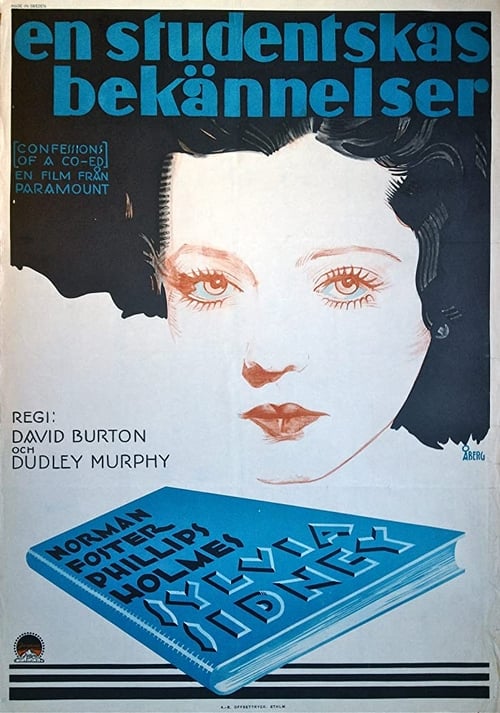 MADE IN SWEDEN
en studentskas
bekännelser
[CONFESSIONS
OF A CO-ED]
EN FILM FRÅN
PARAMOUNT
REGI:
DAVID BURTON
OCH
DUDLEY MURPHY
ÅBERG
NORMAN
FOSTER
PHILLIPS
HOLMES
SYLVIA
SIDNEY
A.-B. OFFSETTRYCK, STHLM.